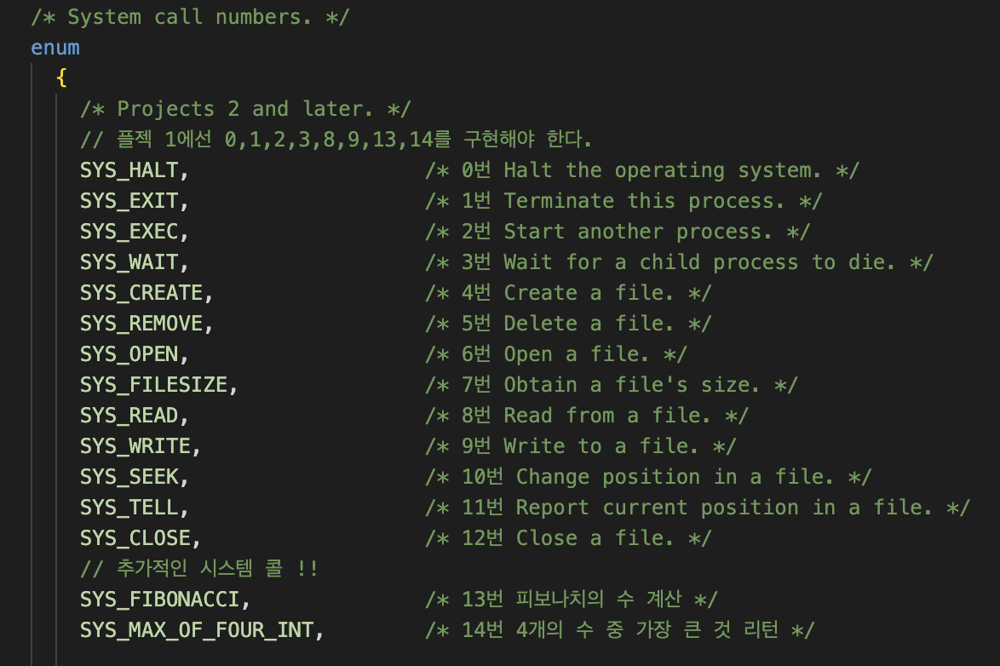 /* System call numbers. */
enum
{
/* Projects 2 and later. */
// 플젝 1에선 0,1,2,3,8,9,13,14를 구현해야 한다.
SYS_HALT, /* 0번 Halt the operating system. */
SYS_EXIT, /* 1번 Terminate this process. */
SYS_EXEC, /* 2번 Start another process. */
SYS_WAIT, /* 3번 Wait for a child process to die. */
SYS_CREATE, /* 4번 Create a file. */
SYS_REMOVE, /* 5번 Delete a file. */
SYS_OPEN, /* 6번 Open a file. */
SYS_FILESIZE, /* 7번 Obtain a file's size. */
SYS_READ, /* 8번 Read from a file. */
SYS_WRITE, /* 9번 Write to a file. */
SYS_SEEK, /* 10번 Change position in a file. */
SYS_TELL, /* 11번 Report current position in a file. */
SYS_CLOSE, /* 12번 Close a file. */
// 추가적인 시스템 콜 !!
SYS_FIBONACCI, /* 13번 피보나치의 수 계산 */
SYS_MAX_OF_FOUR_INT, /* 14번 4개의 수 중 가장 큰 것 리턴 */